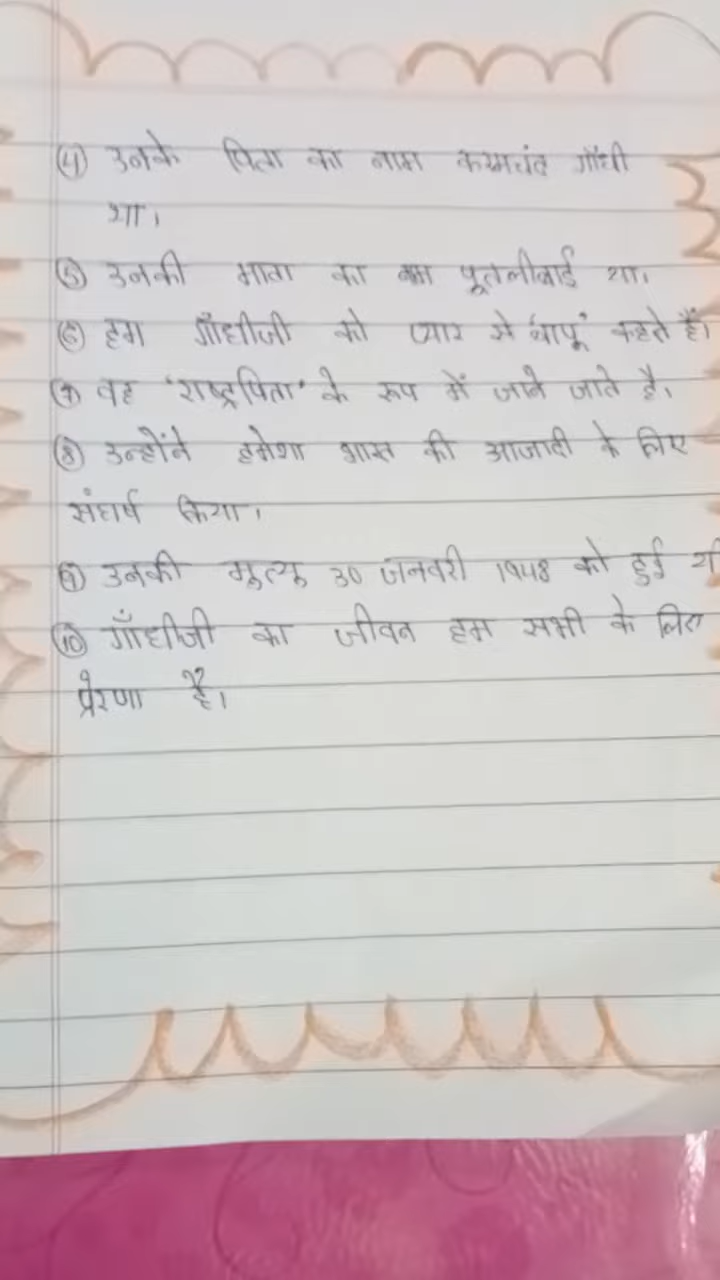 ④ उनके पिता का नाम करमचंद गाँधी
था।
⑤ उनकी माता का नाम पूतलीबाई था।
⑥ हम गाँधीजी को प्यार से 'बापू' कहते हैं।
⑦ वह 'राष्ट्रपिता' के रूप में जाने जाते है।
⑧ उन्होंने हमेशा भारत की आजादी के लिए
संघर्ष किया।
⑨ उनकी मृत्यू 30 जनवरी 1948 को हुई थी
⑩ गाँधीजी का जीवन हम सभी के लिए
प्रेरणा है।